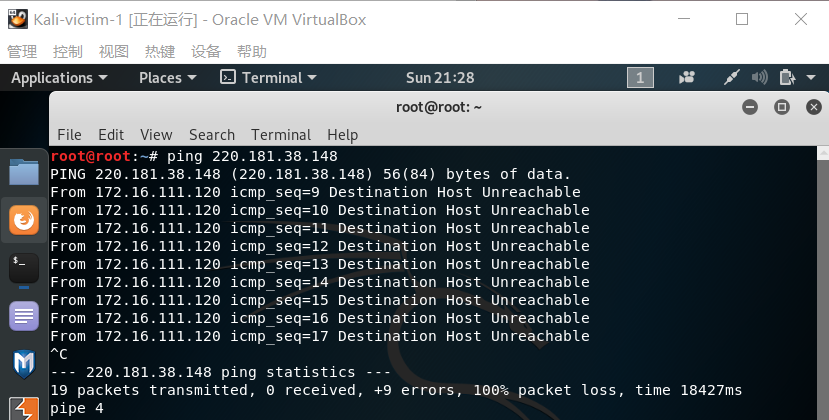 Kali-victim-1 [正在运行] - Oracle VM VirtualBox
管理 控制 视图 热键 设备 帮助
Applications Places Terminal Sun 21:28 1
root@root: ~
File Edit View Search Terminal Help
root@root:~# ping 220.181.38.148
PING 220.181.38.148 (220.181.38.148) 56(84) bytes of data.
From 172.16.111.120 icmp_seq=9 Destination Host Unreachable
From 172.16.111.120 icmp_seq=10 Destination Host Unreachable
From 172.16.111.120 icmp_seq=11 Destination Host Unreachable
From 172.16.111.120 icmp_seq=12 Destination Host Unreachable
From 172.16.111.120 icmp_seq=13 Destination Host Unreachable
From 172.16.111.120 icmp_seq=14 Destination Host Unreachable
From 172.16.111.120 icmp_seq=15 Destination Host Unreachable
From 172.16.111.120 icmp_seq=16 Destination Host Unreachable
From 172.16.111.120 icmp_seq=17 Destination Host Unreachable
^C
--- 220.181.38.148 ping statistics ---
19 packets transmitted, 0 received, +9 errors, 100% packet loss, time 18427ms
pipe 4